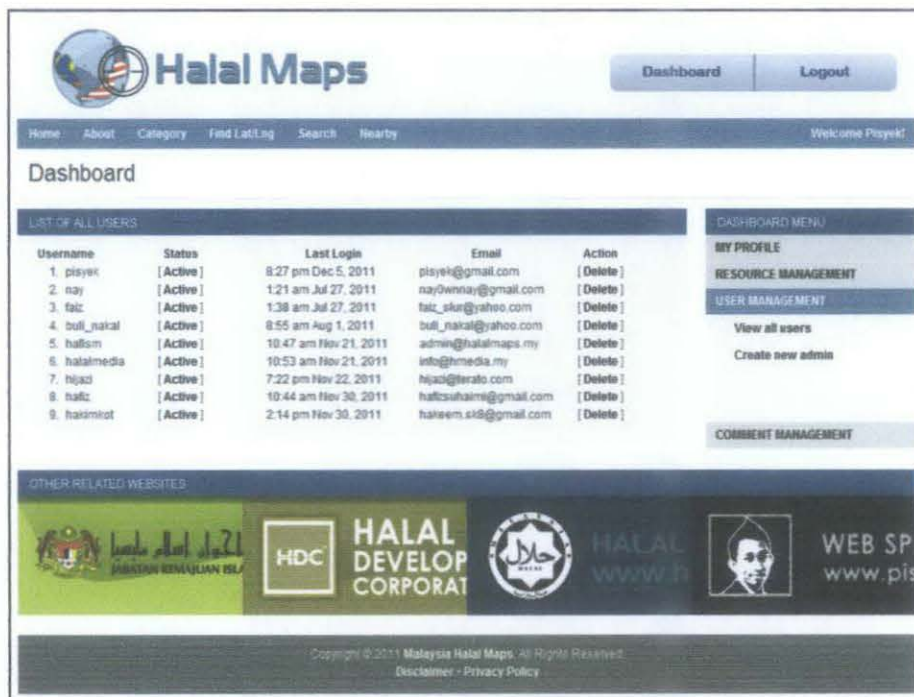 Halal Maps
Dashboard Logout
Home About Category Find Lat/Lng Search Nearby Welcome Pisyek!
Dashboard
LIST OF ALL USERS
Username Status Last Login Email Action
1. pisyek [ Active ] 8:27 pm Dec 5, 2011 pisyek@gmail.com [ Delete ]
2. nay [ Active ] 1:21 am Jul 27, 2011 nay0wnnay@gmail.com [ Delete ]
3. faiz [ Active ] 1:38 am Jul 27, 2011 faiz_slur@yahoo.com [ Delete ]
4. buli_nakal [ Active ] 8:55 am Aug 1, 2011 buli_nakal@yahoo.com [ Delete ]
5. hafism [ Active ] 10:47 am Nov 21, 2011 admin@halalmaps.my [ Delete ]
6. halalmedia [ Active ] 10:53 am Nov 21, 2011 info@hmedia.my [ Delete ]
7. hijazi [ Active ] 7:22 pm Nov 22, 2011 hijazi@terato.com [ Delete ]
8. hafiz [ Active ] 10:44 am Nov 30, 2011 hafizsuhaimi@gmail.com [ Delete ]
9. hakimkot [ Active ] 2:14 pm Nov 30, 2011 hakeem.sk8@gmail.com [ Delete ]
DASHBOARD MENU
MY PROFILE
RESOURCE MANAGEMENT
USER MANAGEMENT
View all users
Create new admin
COMMENT MANAGEMENT
OTHER RELATED WEBSITES
JABATAN KEMAJUAN ISLA
HDC
HALAL
DEVELOP
CORPORAT
حلال
HALAL
www.h
WEB SP
www.pis
Copyright © 2011 Malaysia Halal Maps. All Rights Reserved.
Disclaimer - Privacy Policy